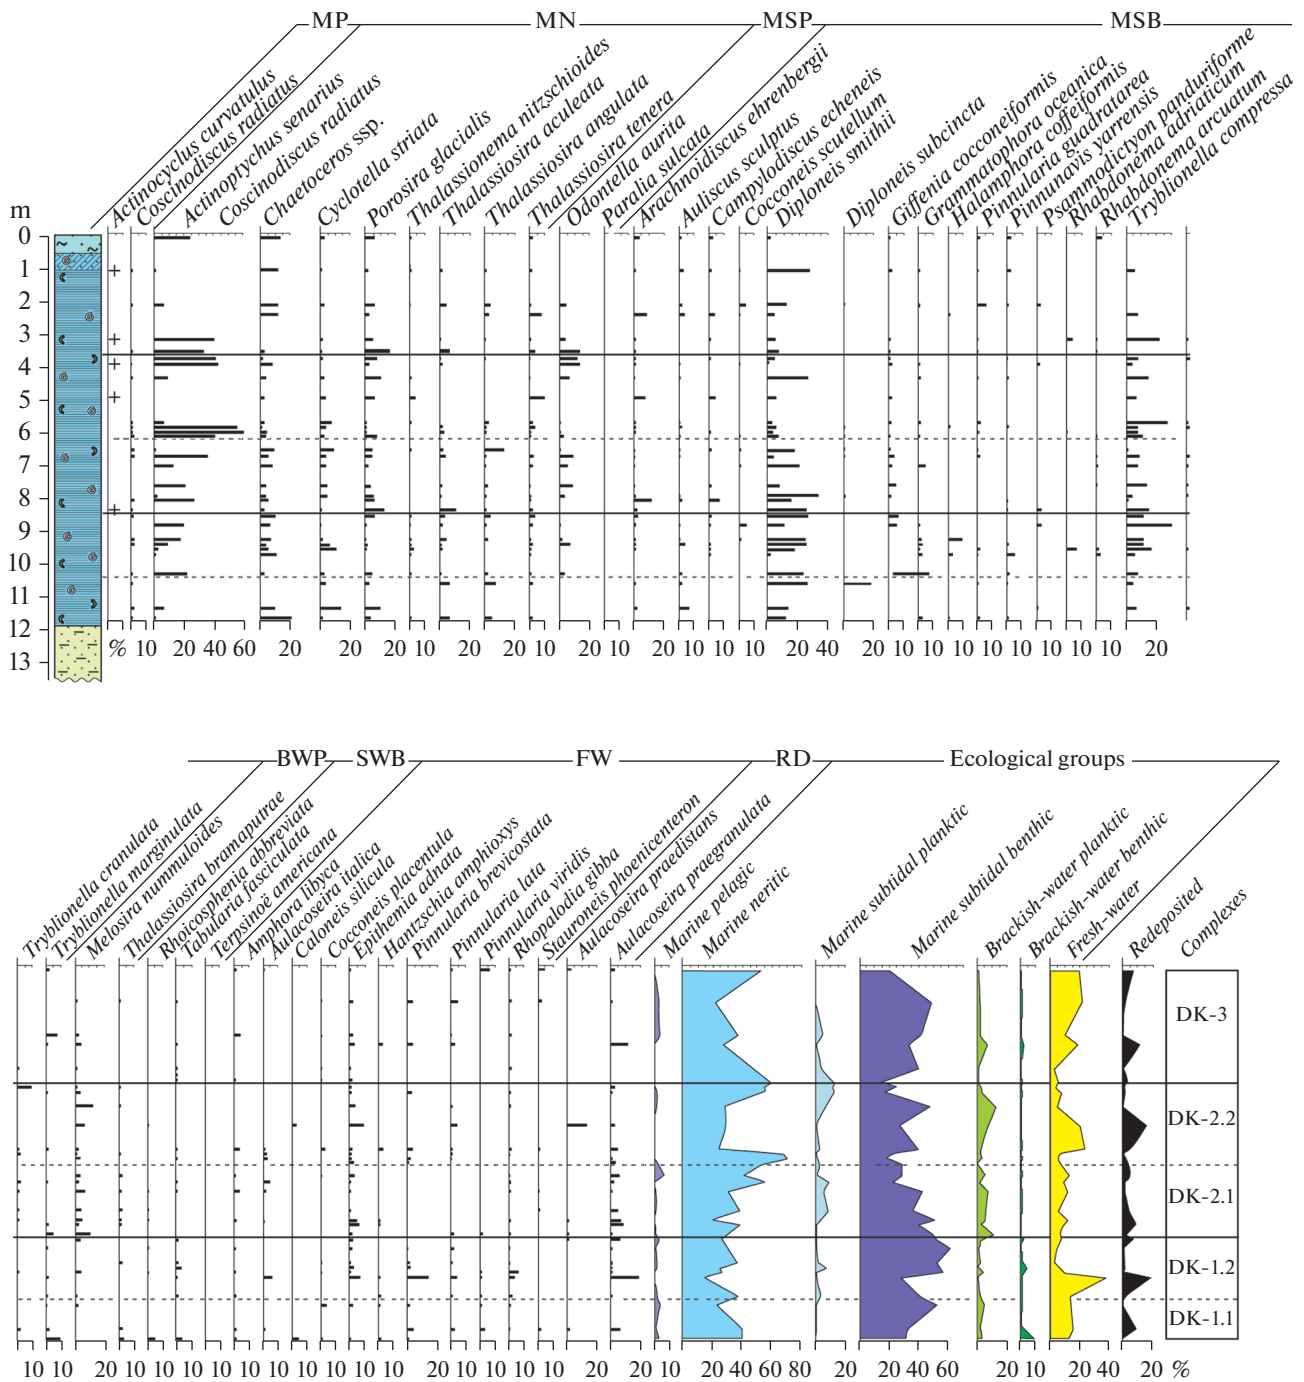 MP MN MSP MSB
Actinocyclus curvatulus
Coscinodiscus radiatus
Actinoptychus senarius
Coscinodiscus radiatus
Chaetoceros ssp.
Cyclotella striata
Porosira glacialis
Thalassionema nitzschioides
Thalassiosira aculeata
Thalassiosira angulata
Thalassiosira tenera
Odontella aurita
Paralia sulcata
Arachnoidiscus ehrenbergii
Auliscus sculptus
Campylodiscus echeneis
Cocconeis scutellum
Diploneis smithii
Diploneis subcincta
Giffenia cocconeiformis
Grammatophora oceanica
Halamphora coffeiformis
Pinnularia quadratarea
Pinnunavis yarrensis
Psammodictyon panduriforme
Rhabdonema adriaticum
Rhabdonema arcuatum
Tryblionella compressa
m
0
1
2
3
4
5
6
7
8
9
10
11
12
13
+
+
+
+
+
% 10 20 40 60 20 20 20 10 20 20 10 20 10 20 10 10 10 20 40 20 10 10 10 10 10 10 10 10 20
BWP SWB FW RD Ecological groups
Tryblionella cranulata
Tryblionella marginulata
Melosira nummuloides
Thalassiosira bramaputrae
Rhoicosphenia abbreviata
Tabularia fasciculata
Terpsinoë americana
Amphora libyca
Aulacoseira italica
Caloneis silicula
Cocconeis placentula
Epithemia adnata
Hantzschia amphioxys
Pinnularia brevicostata
Pinnularia lata
Pinnularia viridis
Rhopalodia gibba
Stauroneis phoenicenteron
Aulacoseira praedistans
Aulacoseira praegranulata
Marine pelagic
Marine neritic
Marine subtidal planktic
Marine subtidal benthic
Brackish-water planktic
Brackish-water benthic
Fresh-water
Redeposited
Complexes
DK-3
DK-2.2
DK-2.1
DK-1.2
DK-1.1
10 10 20 10 10 10 10 10 10 10 10 10 10 20 10 10 10 10 20 20 10 20 40 60 80 20 20 40 60 20 10 20 40 20 %